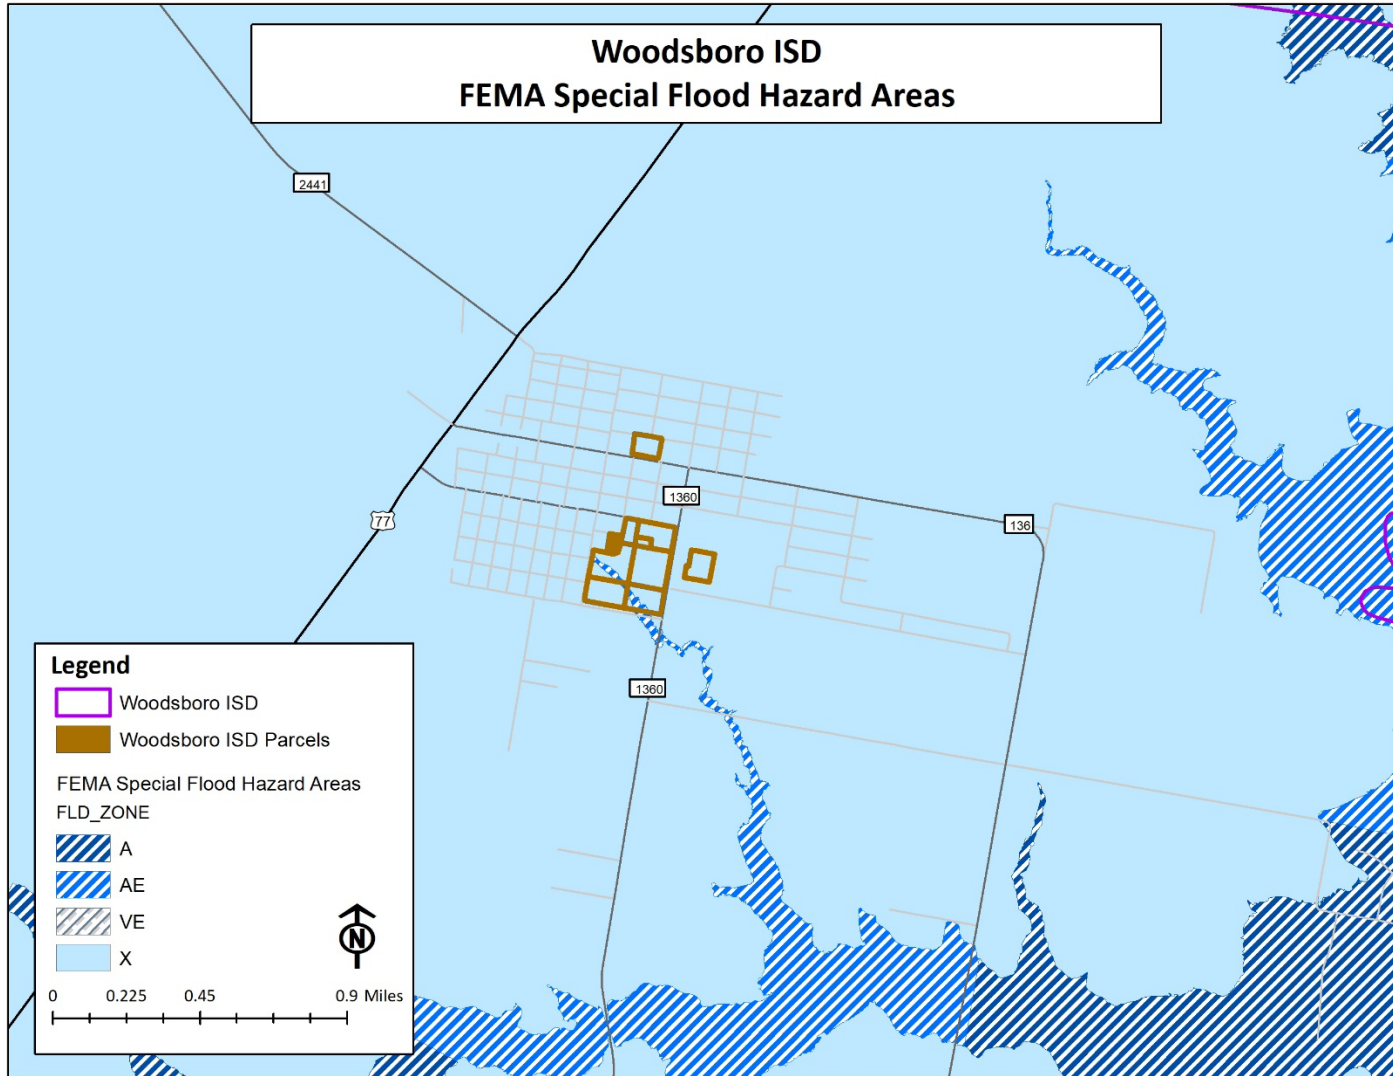 Woodsboro ISD
FEMA Special Flood Hazard Areas
2441
77
1360
136
1360
Legend
Woodsboro ISD
Woodsboro ISD Parcels
FEMA Special Flood Hazard Areas
FLD_ZONE
A
AE
VE
X
N
0 0.225 0.45 0.9 Miles